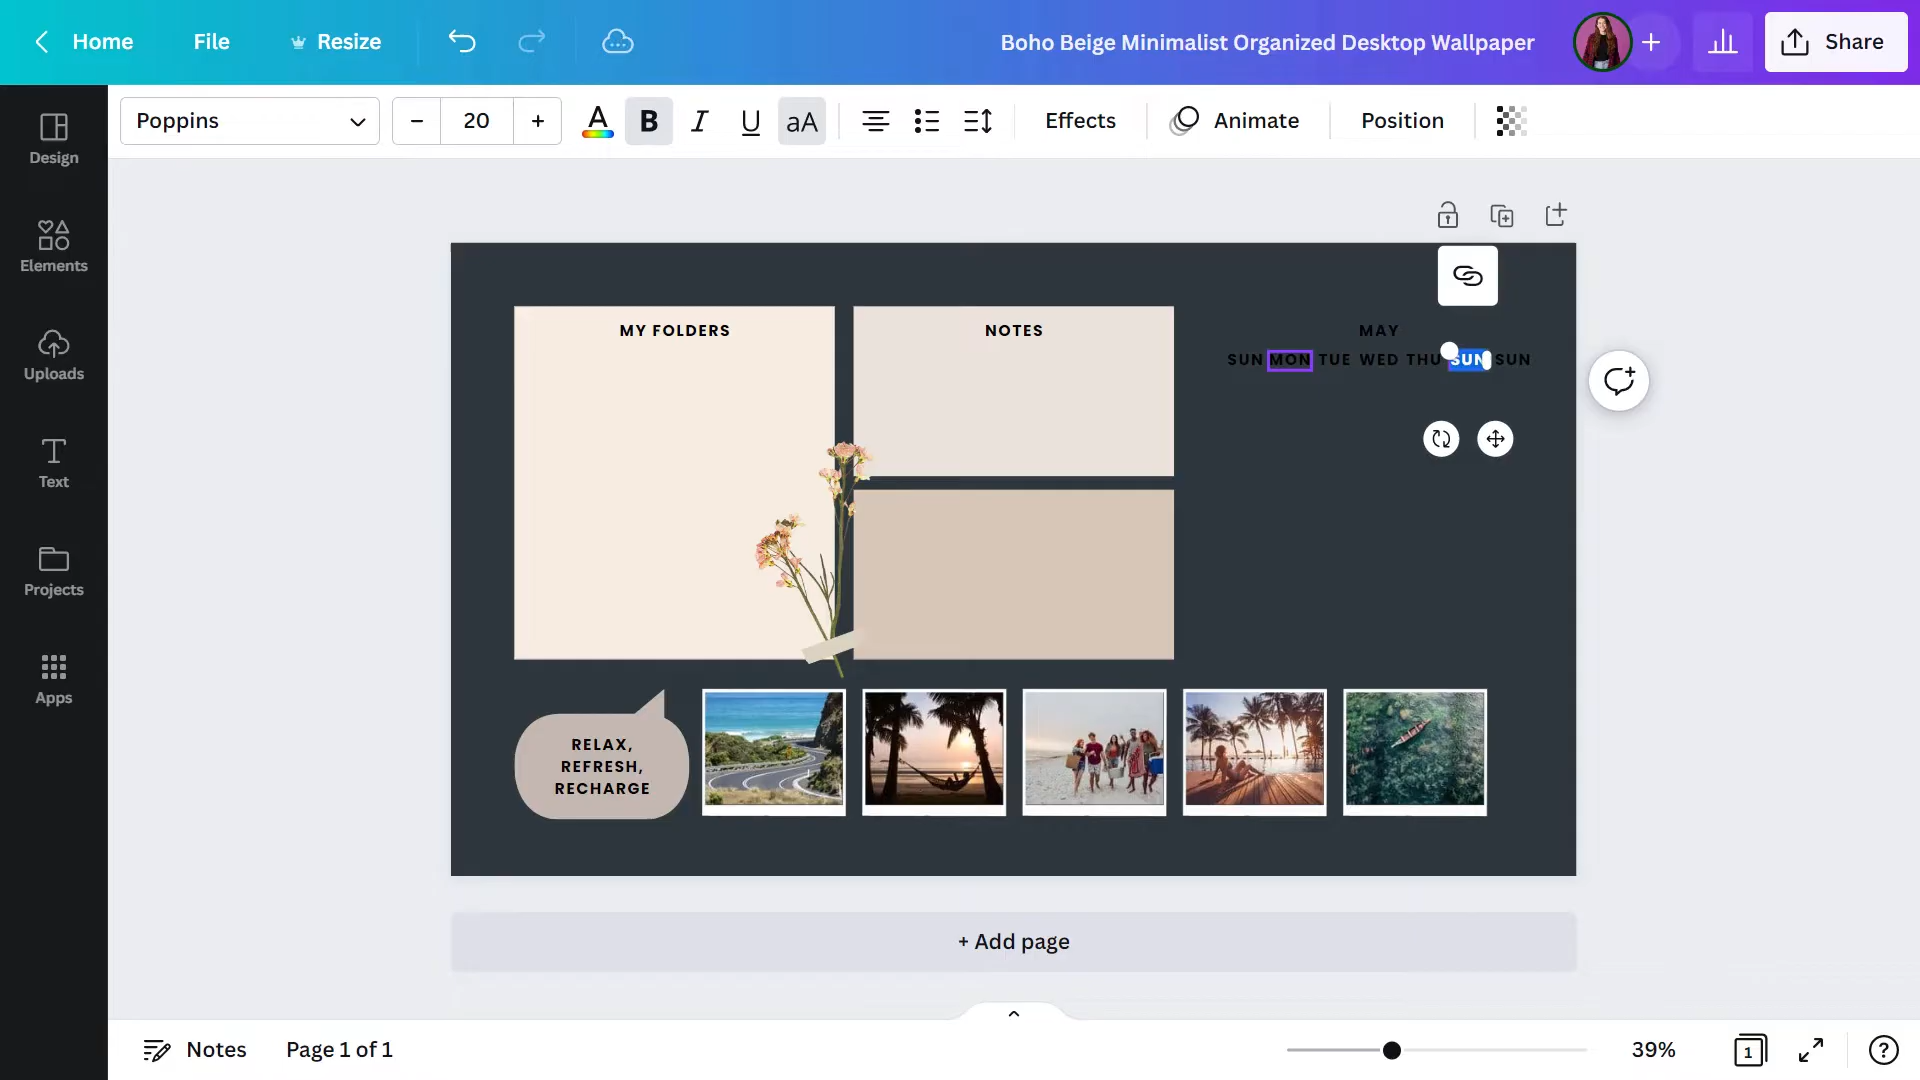 Home File Resize Boho Beige Minimalist Organized Desktop Wallpaper + Share
Poppins − 20 + A B I U aA Effects Animate Position
Design
Elements
Uploads
Text
Projects
Apps
MY FOLDERS
NOTES
MAY
SUN MON TUE WED THU SUN SUN
RELAX,
REFRESH,
RECHARGE
+ Add page
Notes Page 1 of 1 39% 1 ?